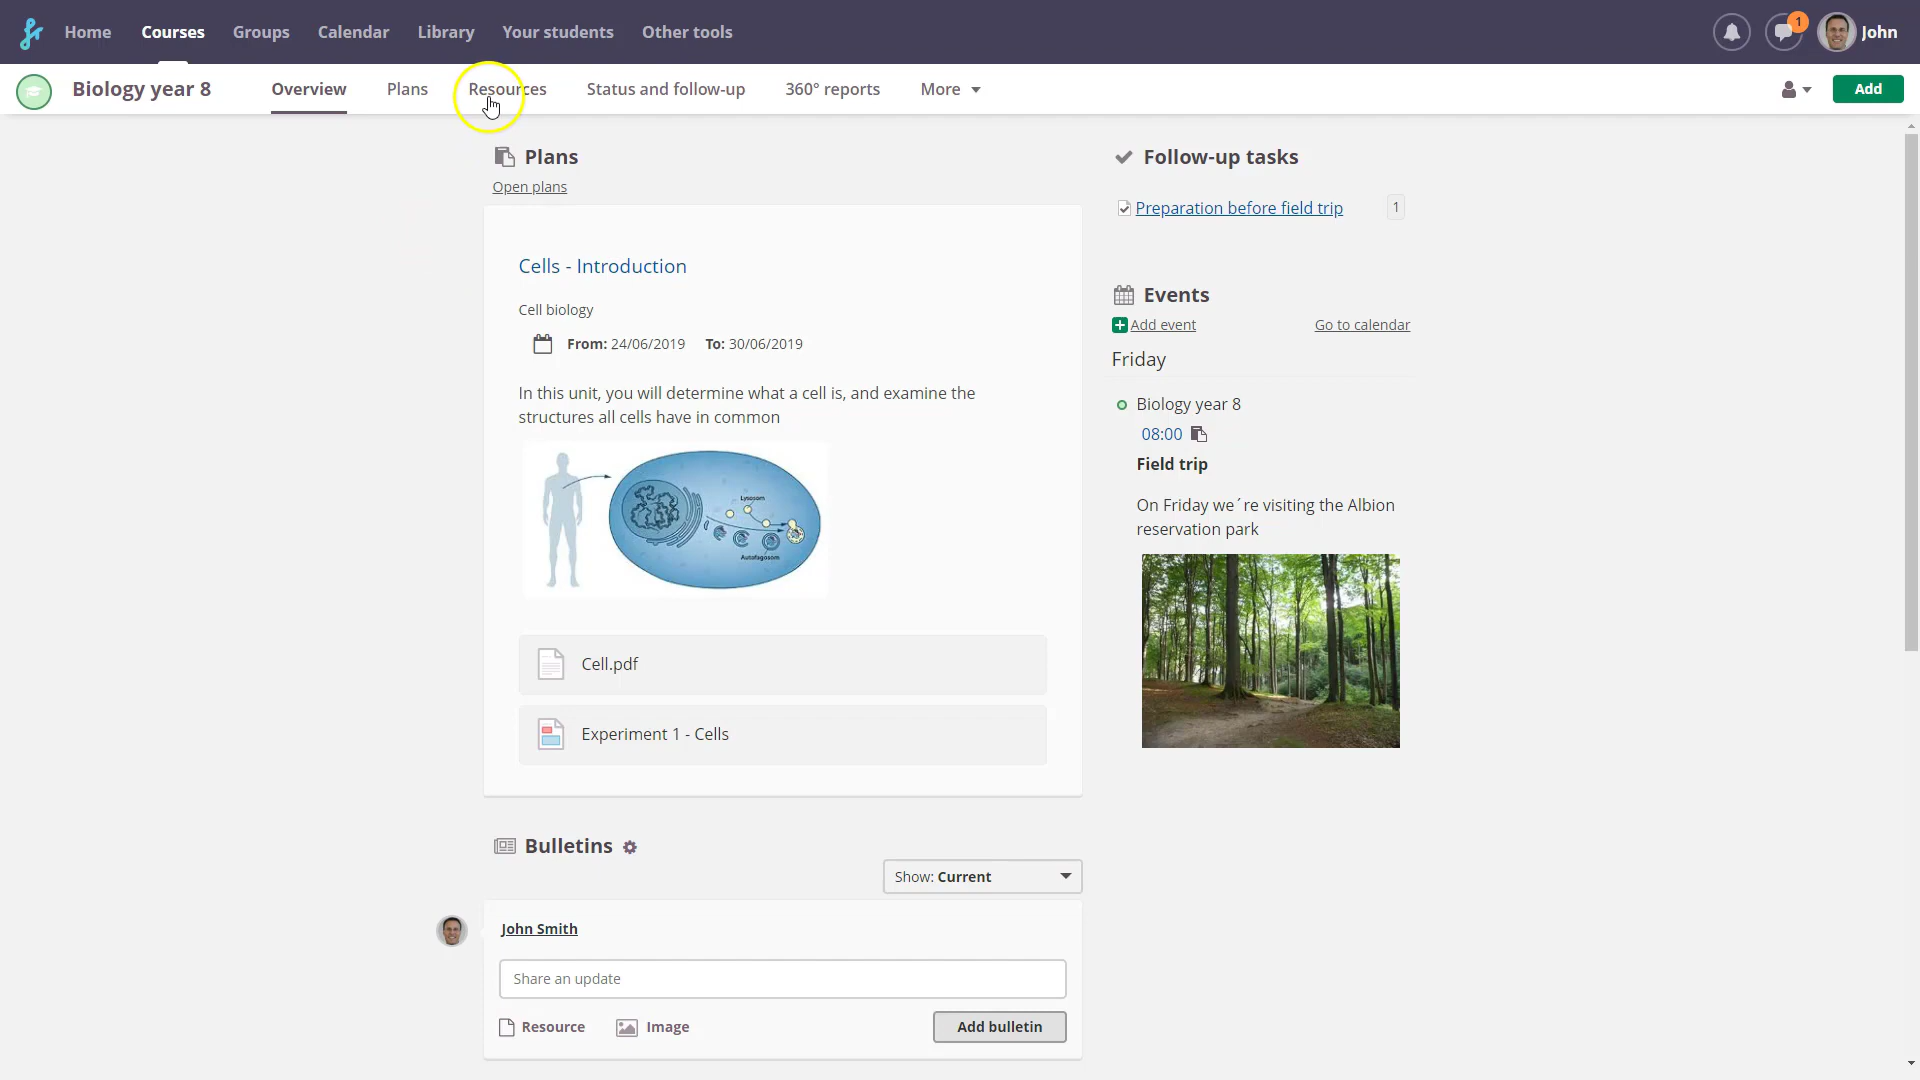 Home Courses Groups Calendar Library Your students Other tools 1 John
Biology year 8 Overview Plans Resources Status and follow-up 360° reports More Add
Plans
Open plans
Cells - Introduction
Cell biology
From: 24/06/2019 To: 30/06/2019
In this unit, you will determine what a cell is, and examine the
structures all cells have in common
Lysosom
Autofagosom
Cell.pdf
Experiment 1 - Cells
Bulletins
Show: Current
John Smith
Share an update
Resource Image Add bulletin
Follow-up tasks
Preparation before field trip 1
Events
Add event Go to calendar
Friday
Biology year 8
08:00
Field trip
On Friday we´re visiting the Albion
reservation park